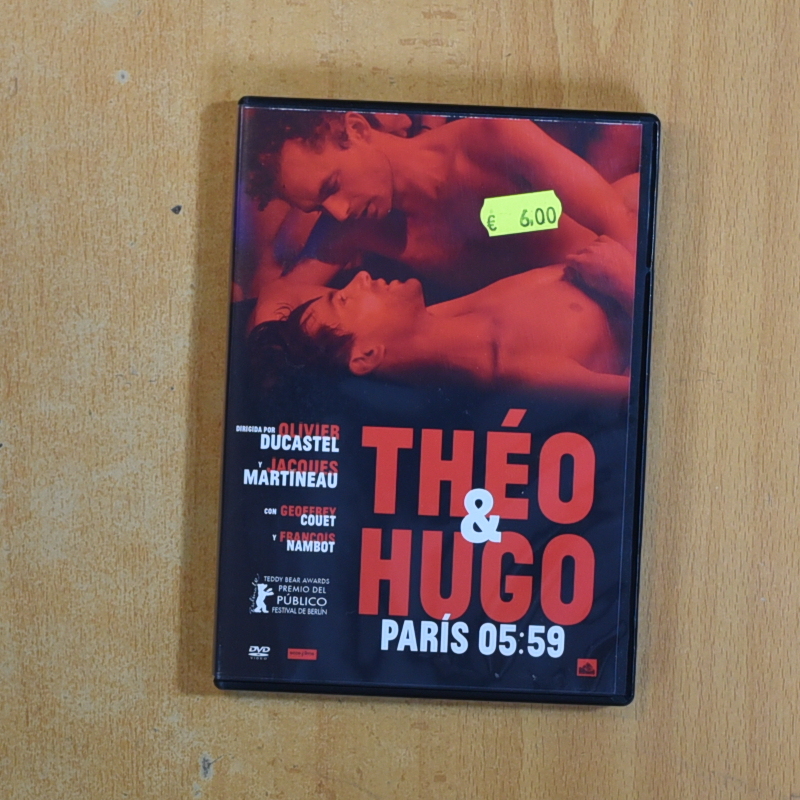 € 6.00
DIRIGIDA POR OLIVIER
DUCASTEL
Y JACQUES
MARTINEAU
CON GEOFFREY
COUET
Y FRANÇOIS
NAMBOT
THÉO
&
HUGO
PARÍS 05:59
TEDDY BEAR AWARDS
PREMIO DEL
PÚBLICO
FESTIVAL DE BERLÍN
DVD
VIDEO